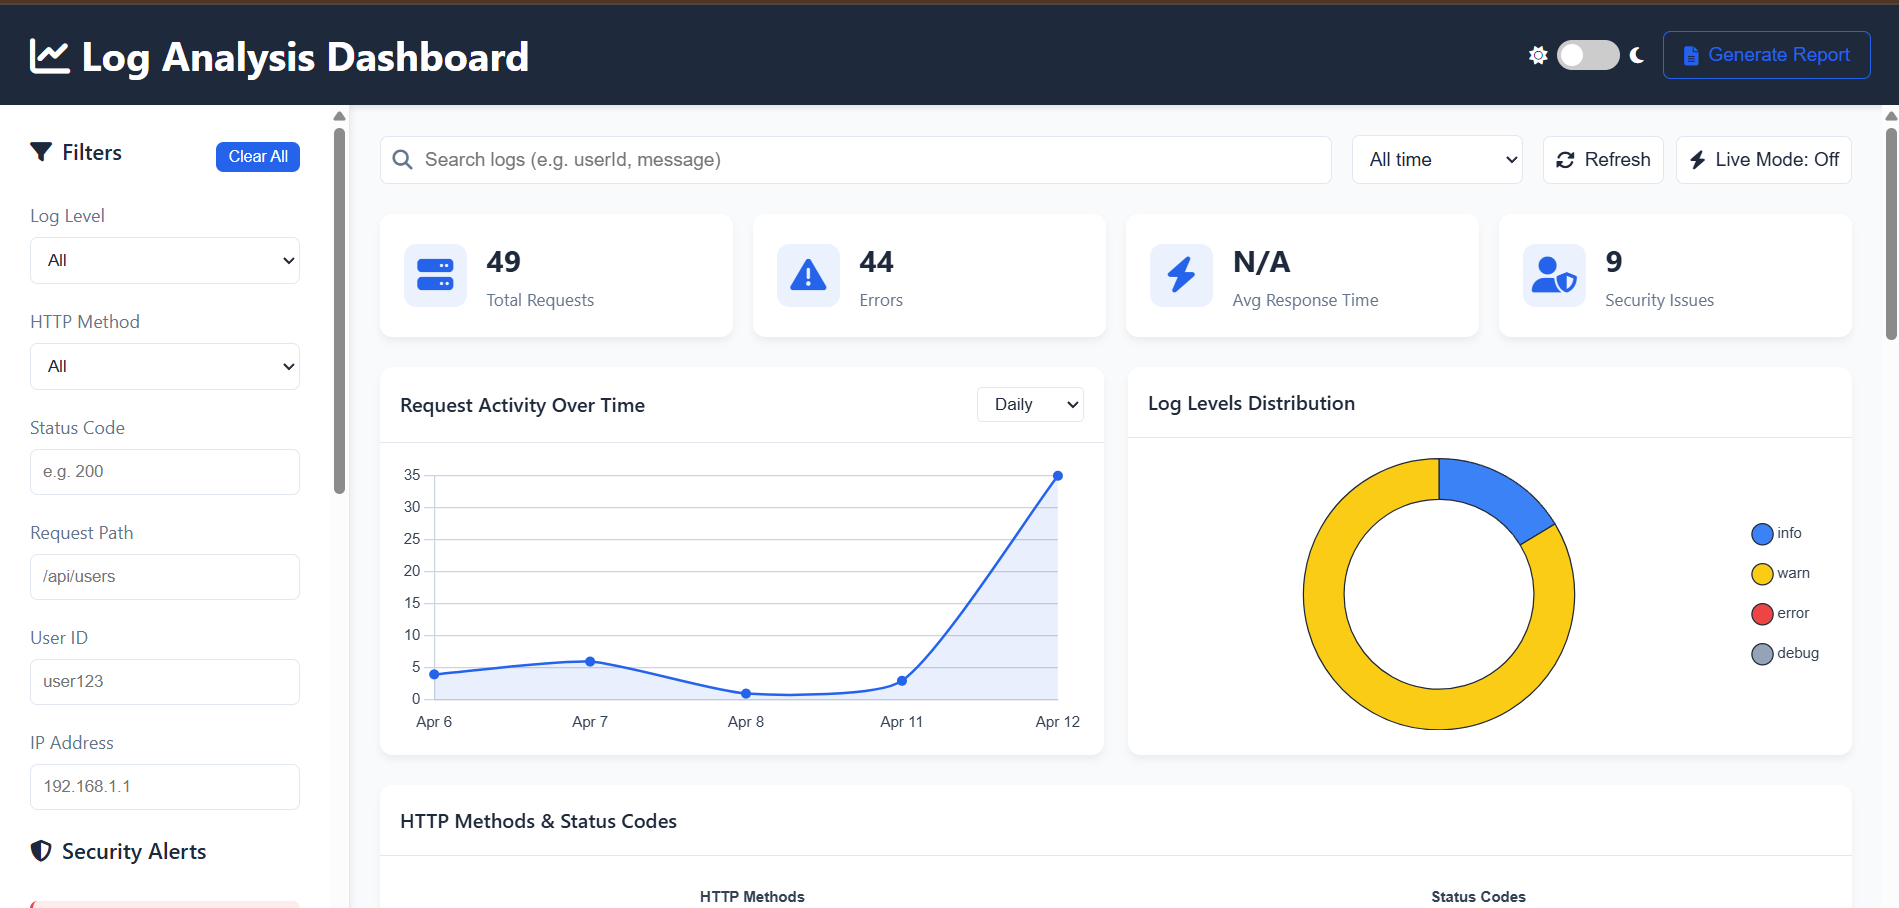 Log Analysis Dashboard
Generate Report
Filters
Clear All
Log Level
All
HTTP Method
All
Status Code
e.g. 200
Request Path
/api/users
User ID
user123
IP Address
192.168.1.1
Security Alerts
Search logs (e.g. userId, message)
All time
Refresh
Live Mode: Off
49
Total Requests
44
Errors
N/A
Avg Response Time
9
Security Issues
Request Activity Over Time
Daily
35
30
25
20
15
10
5
0
Apr 6
Apr 7
Apr 8
Apr 11
Apr 12
Log Levels Distribution
info
warn
error
debug
HTTP Methods & Status Codes
HTTP Methods
Status Codes